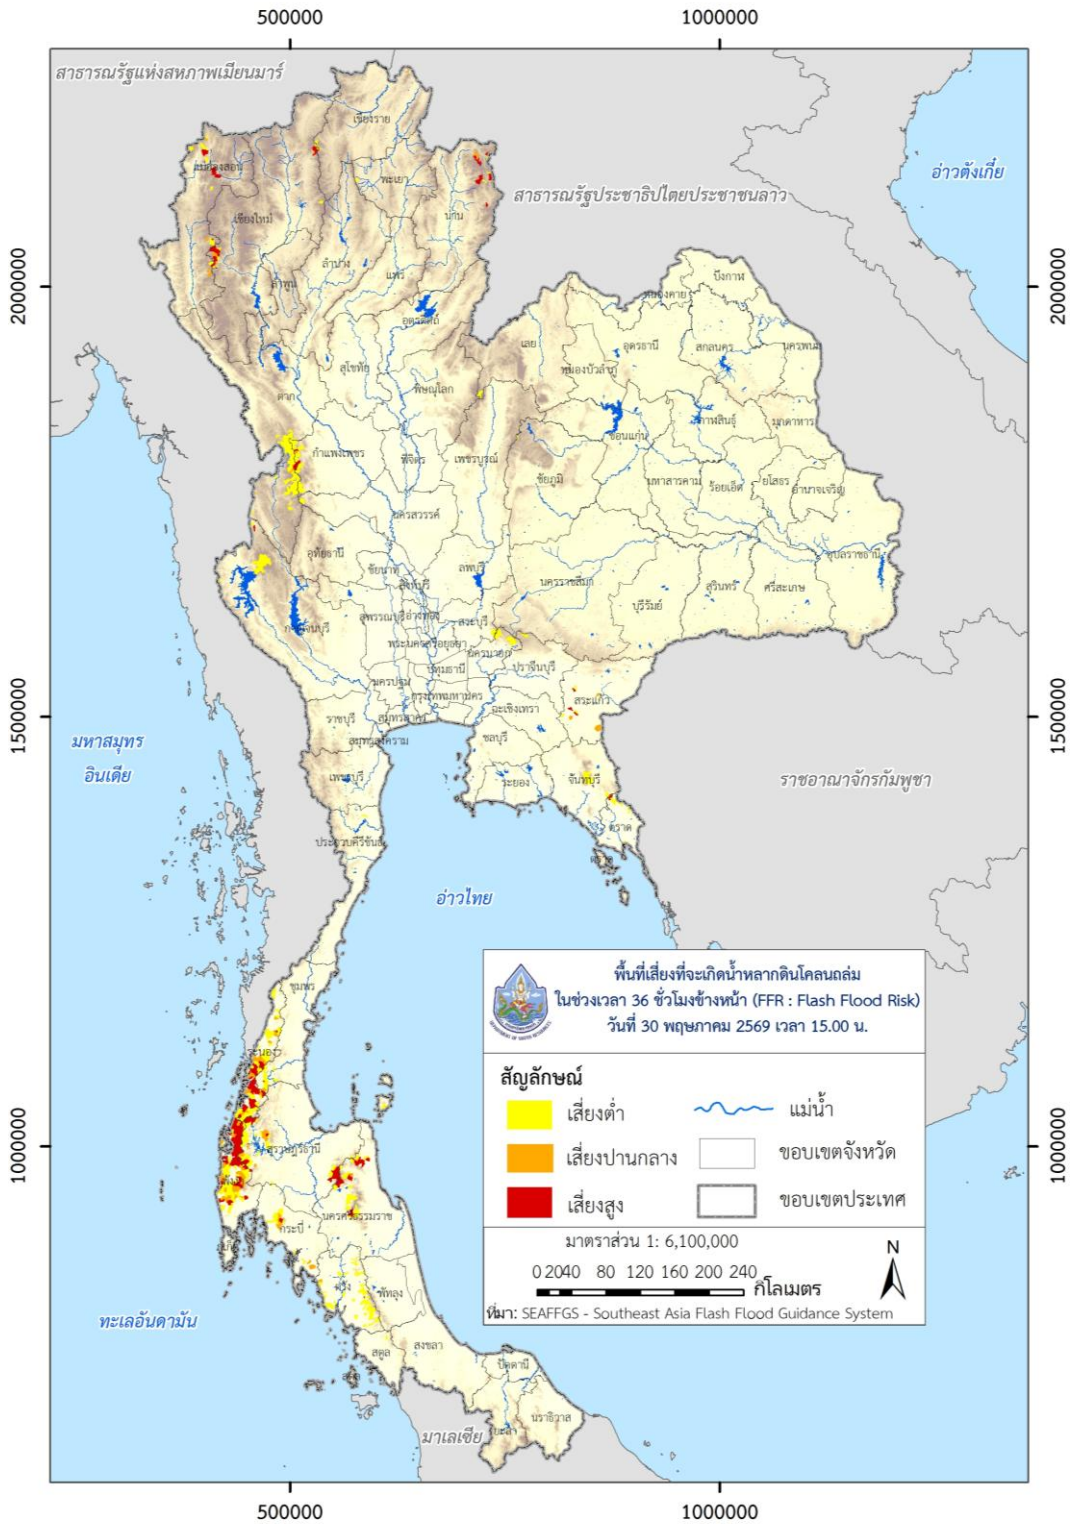 500000
1000000
สาธารณรัฐแห่งสหภาพเมียนมาร์
เชียงราย
แม่ฮ่องสอน
พะเยา
อ่าวตังเกี๋ย
สาธารณรัฐประชาธิปไตยประชาชนลาว
เชียงใหม่
น่าน
ลำปาง
แพร่
ลำพูน
บึงกาฬ
หนองคาย
2000000
2000000
อุตรดิตถ์
เลย
อุดรธานี
สกลนคร
นครพนม
สุโขทัย
หนองบัวลำภู
พิษณุโลก
ตาก
กาฬสินธุ์
มุกดาหาร
ขอนแก่น
กำแพงเพชร
พิจิตร
เพชรบูรณ์
ชัยภูมิ
มหาสารคาม
ร้อยเอ็ด
ยโสธร
อำนาจเจริญ
นครสวรรค์
อุทัยธานี
อุบลราชธานี
ชัยนาท
ลพบุรี
สิงห์บุรี
นครราชสีมา
สุรินทร์
ศรีสะเกษ
บุรีรัมย์
สุพรรณบุรี
อ่างทอง
สระบุรี
กาญจนบุรี
พระนครศรีอยุธยา
นครนายก
ปทุมธานี
ปราจีนบุรี
นครปฐม
กรุงเทพมหานคร
สระแก้ว
ฉะเชิงเทรา
1500000
1500000
ราชบุรี
สมุทรสาคร
สมุทรสงคราม
ชลบุรี
มหาสมุทร
อินเดีย
เพชรบุรี
ระยอง
จันทบุรี
ราชอาณาจักรกัมพูชา
ประจวบคีรีขันธ์
ตราด
ตราด
อ่าวไทย
ชุมพร
ระนอง
สุราษฎร์ธานี
พังงา
นครศรีธรรมราช
กระบี่
ภูเก็ต
ตรัง
พัทลุง
ทะเลอันดามัน
สตูล
สงขลา
สตูล
ปัตตานี
นราธิวาส
ยะลา
มาเลเซีย
1000000
1000000
พื้นที่เสี่ยงที่จะเกิดน้ำหลากดินโคลนถล่ม
ในช่วงเวลา 36 ชั่วโมงข้างหน้า (FFR : Flash Flood Risk)
วันที่ 30 พฤษภาคม 2569 เวลา 15.00 น.
สัญลักษณ์
เสี่ยงต่ำ
แม่น้ำ
เสี่ยงปานกลาง
ขอบเขตจังหวัด
เสี่ยงสูง
ขอบเขตประเทศ
มาตราส่วน 1: 6,100,000
N
0 20 40 80 120 160 200 240
กิโลเมตร
ที่มา: SEAFFGS - Southeast Asia Flash Flood Guidance System
500000
1000000